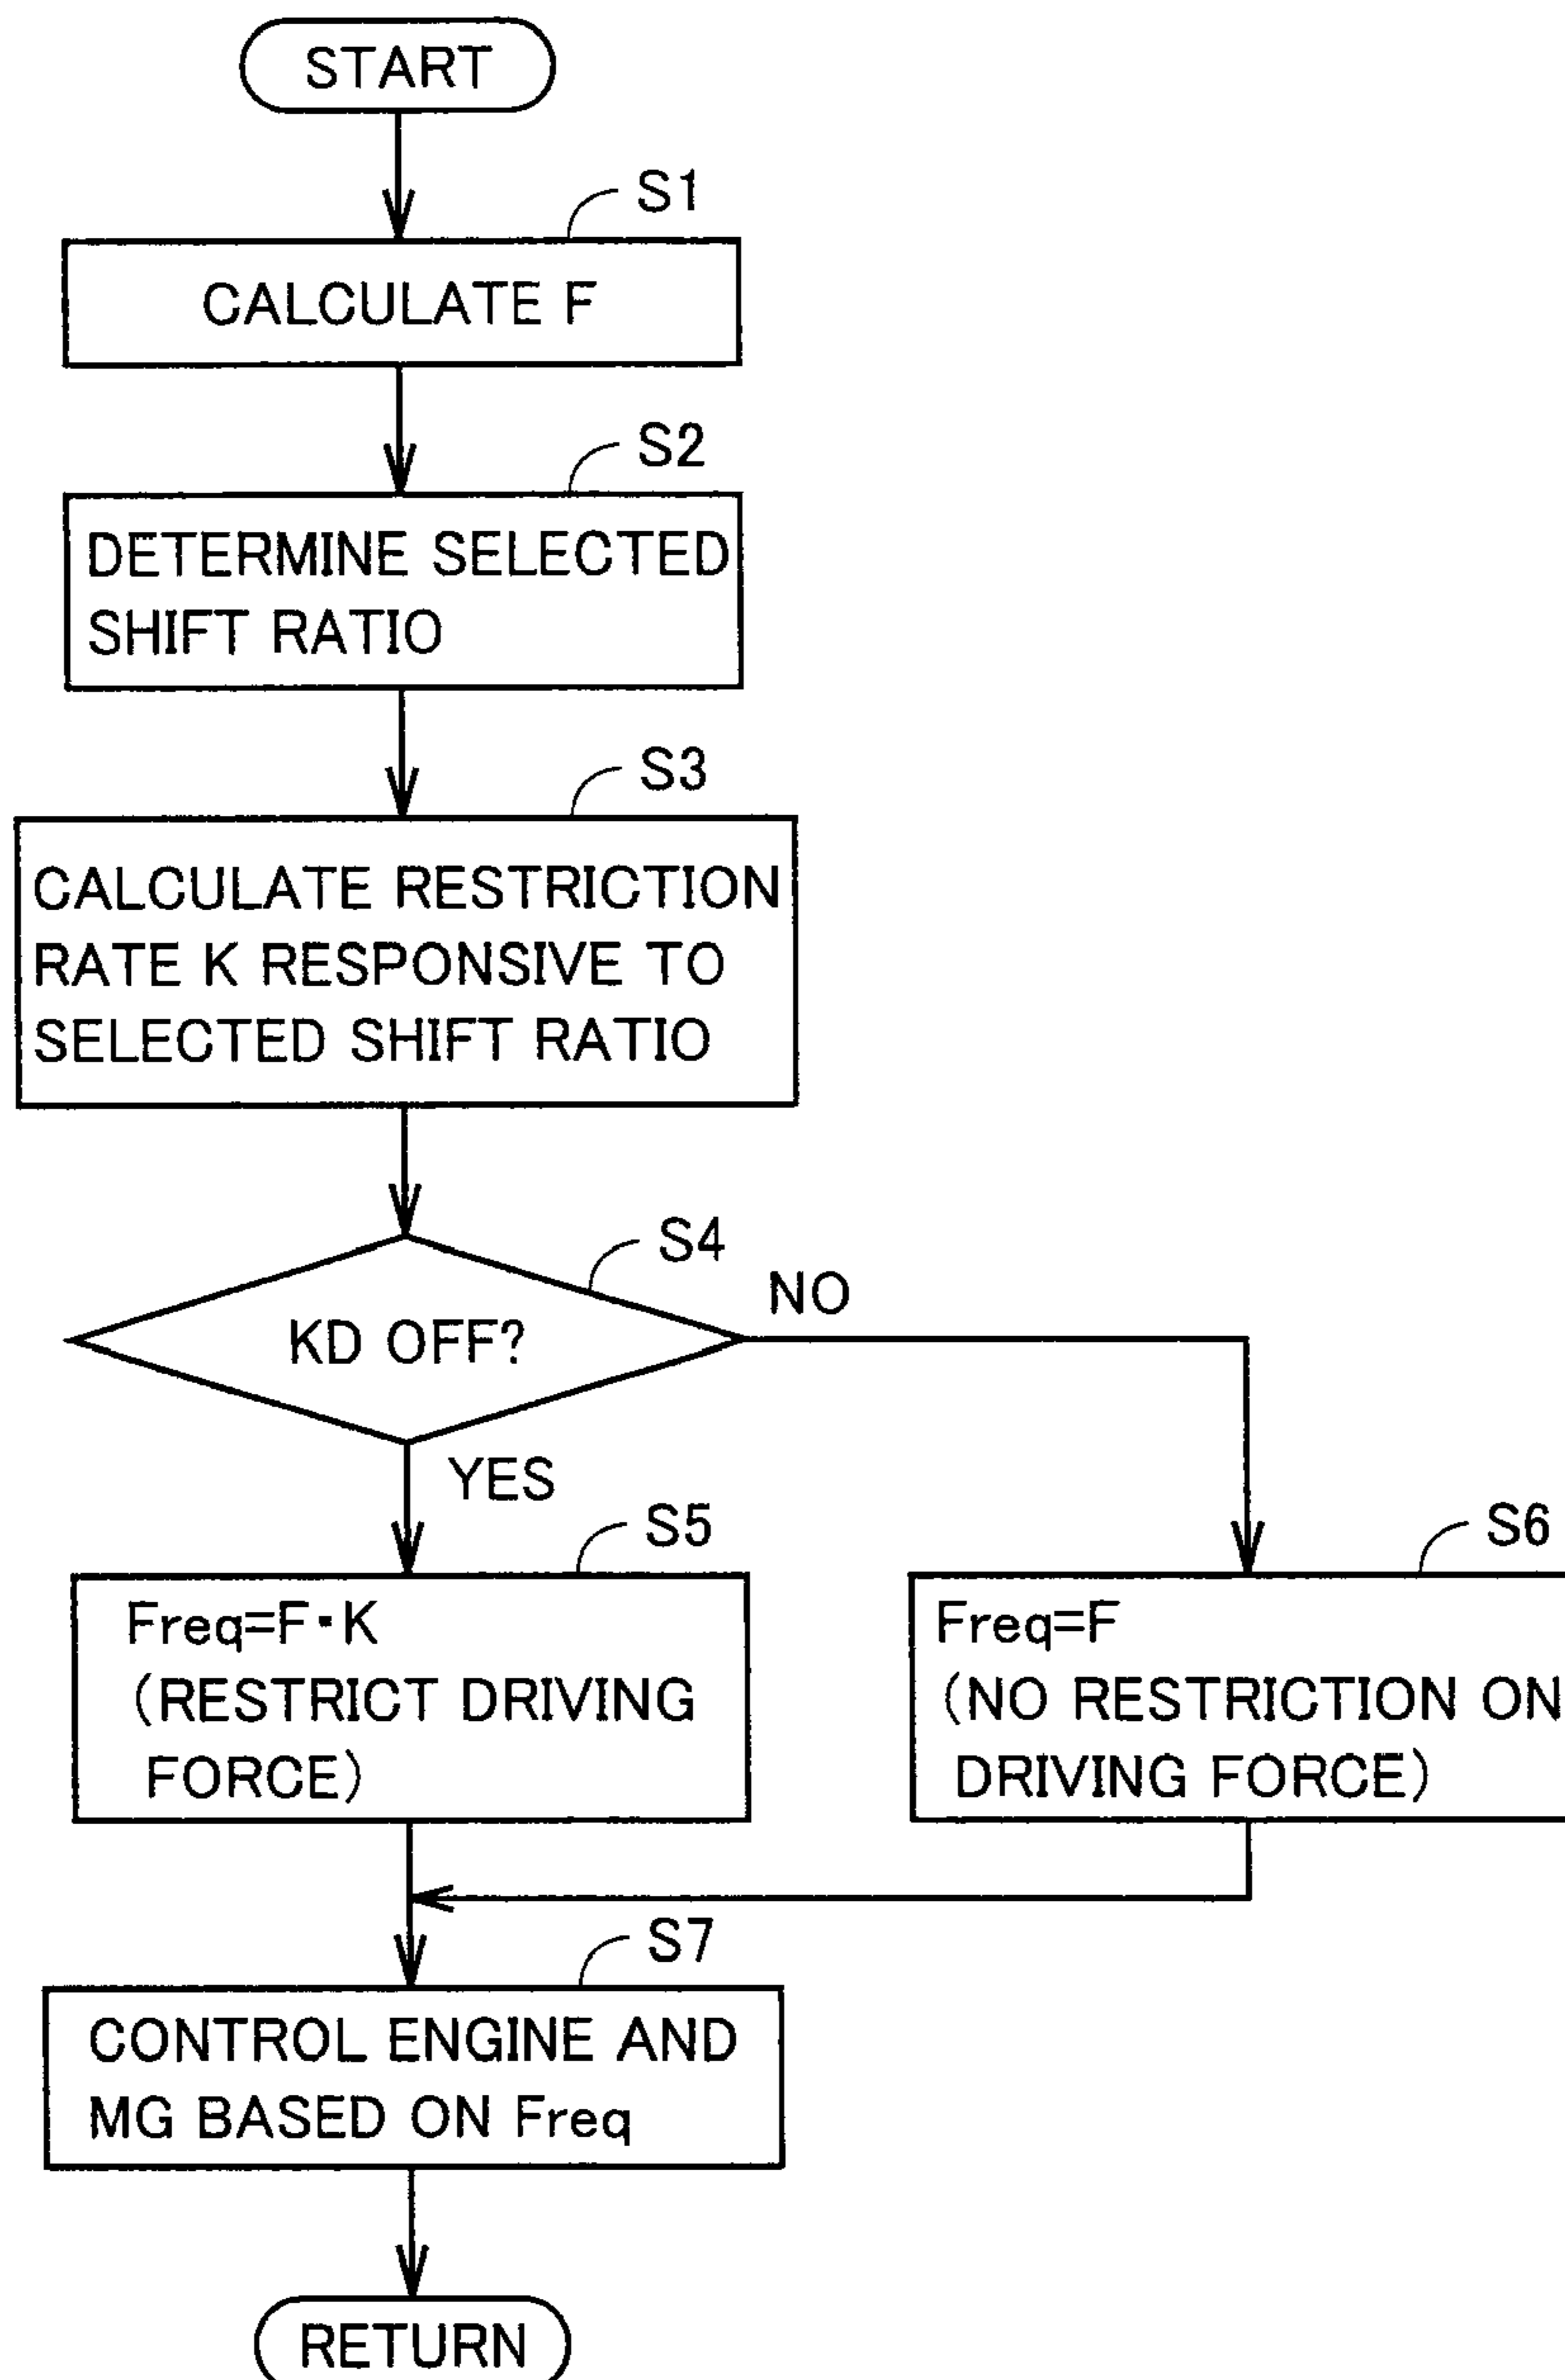 START
S1
CALCULATE F
S2
DETERMINE SELECTED
SHIFT RATIO
S3
CALCULATE RESTRICTION
RATE K RESPONSIVE TO
SELECTED SHIFT RATIO
S4
KD OFF?
NO
YES
S5
Freq=F·K
(RESTRICT DRIVING
FORCE)
S6
Freq=F
(NO RESTRICTION ON
DRIVING FORCE)
S7
CONTROL ENGINE AND
MG BASED ON Freq
RETURN